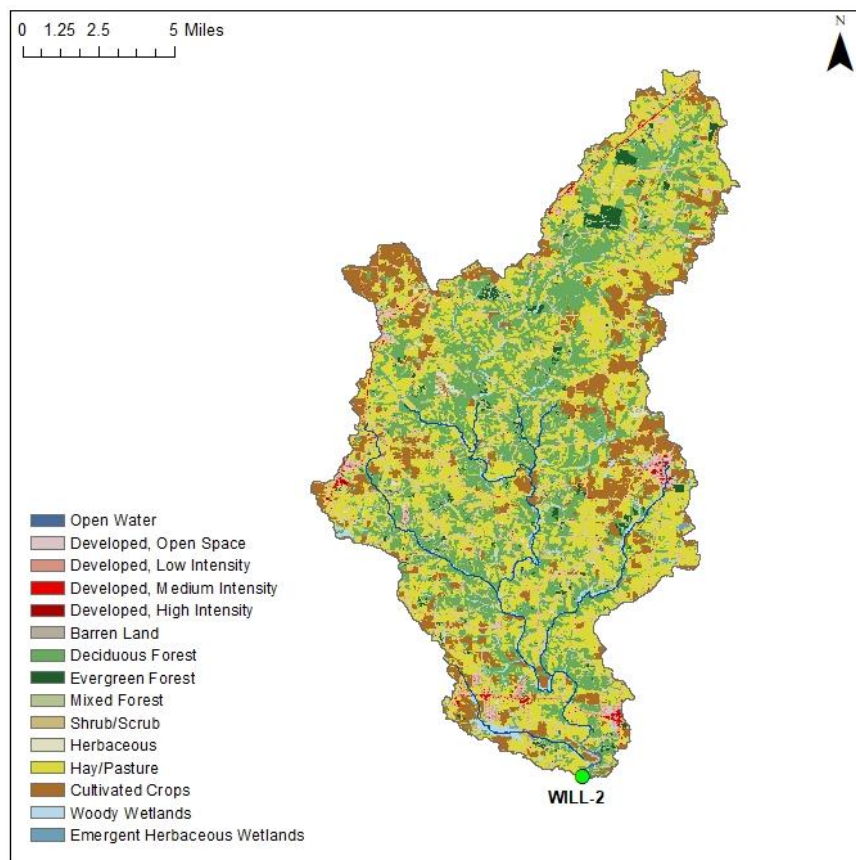 0 1.25 2.5 5 Miles
N
Open Water
Developed, Open Space
Developed, Low Intensity
Developed, Medium Intensity
Developed, High Intensity
Barren Land
Deciduous Forest
Evergreen Forest
Mixed Forest
Shrub/Scrub
Herbaceous
Hay/Pasture
Cultivated Crops
Woody Wetlands
Emergent Herbaceous Wetlands
WILL-2